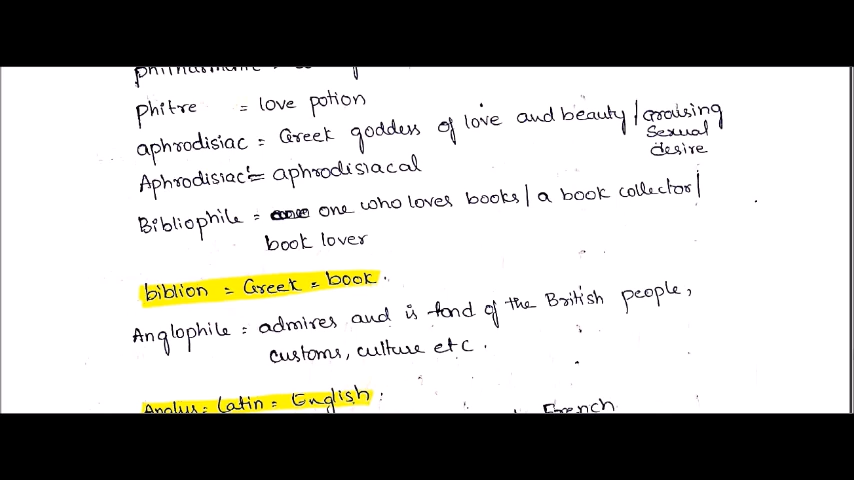 phitre = love potion
aphrodisiac = Greek goddess of love and beauty / arousing
sexual
desire
Aphrodisiac = aphrodisiacal
Bibliophile = one who loves books / a book collector /
book lover
biblion = Greek = book.
Anglophile = admires and is fond of the British people,
customs, culture etc.
Anglus = Latin = English.
French